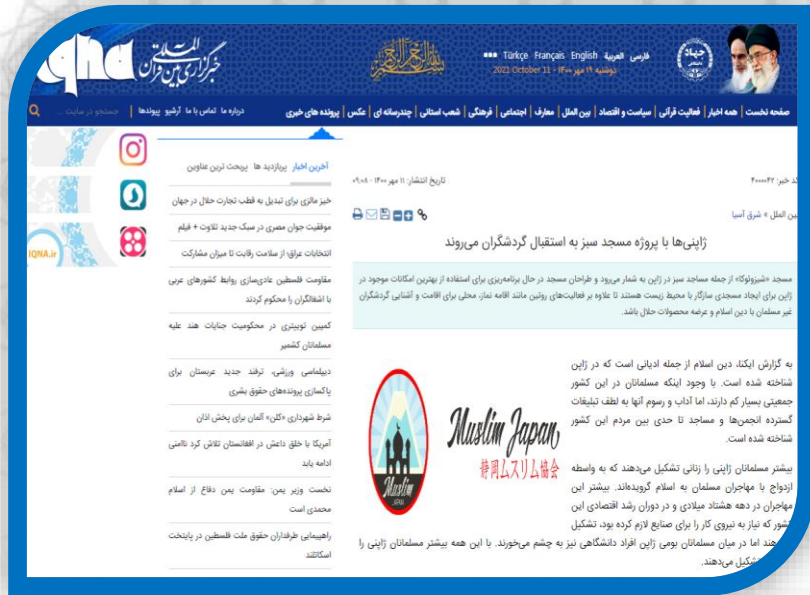 خبرگزاری بین المللی قرآن
iqna
فارسی العربية English Français Türkçe
دوشنبه ۱۹ مهر ۱۴۰۰ - 2021 October 11
صفحه نخست | همه اخبار | فعالیت قرآنی | سیاست و اقتصاد | بین الملل | معارف | اجتماعی | فرهنگی | شعب استانی | چندرسانه ای | عکس | پرونده های خبری
درباره ما تماس با ما آرشیو پیوندها | جستجو در سایت ...
کد خبر: ۴۰۰۰۰۴۲
تاریخ انتشار: ۱۱ مهر ۱۴۰۰ - ۰۹:۰۸
بین الملل » شرق آسیا
ژاپنی‌ها با پروژه مسجد سبز به استقبال گردشگران می‌روند
مسجد «شیزوئوکا» از جمله مساجد سبز در ژاپن به شمار می‌رود و طراحان مسجد در حال برنامه‌ریزی برای استفاده از بهترین امکانات موجود در
ژاپن برای ایجاد مسجدی سازگار با محیط زیست هستند تا علاوه بر فعالیت‌های روتین مانند اقامه نماز، محلی برای اقامت و آشنایی گردشگران
غیر مسلمان با دین اسلام و عرضه محصولات حلال باشد.
به گزارش ایکنا، دین اسلام از جمله ادیانی است که در ژاپن
شناخته شده است. با وجود اینکه مسلمانان در این کشور
جمعیتی بسیار کم دارند، اما آداب و رسوم آنها به لطف تبلیغات
گسترده انجمن‌ها و مساجد تا حدی بین مردم این کشور
شناخته شده است.
Muslim Japan
静岡ムスリム協会
Muslim
JAPAN
بیشتر مسلمانان ژاپنی را زنانی تشکیل می‌دهند که به واسطه
ازدواج با مهاجران مسلمان به اسلام گرویده‌اند. بیشتر این
مهاجران در دهه هشتاد میلادی و در دوران رشد اقتصادی این
کشور که نیاز به نیروی کار را برای صنایع لازم کرده بود، تشکیل
اما در میان مسلمانان بومی ژاپن افراد دانشگاهی نیز به چشم می‌خورند. با این همه بیشتر مسلمانان ژاپنی را
تشکیل می‌دهند.
آخرین اخبار پربازدید ها پربحث ترین عناوین
خیز مالزی برای تبدیل به قطب تجارت حلال در جهان
موفقیت جوان مصری در سبک جدید تلاوت + فیلم
انتخابات عراق؛ از سلامت رقابت تا میزان مشارکت
مقاومت فلسطین عادی‌سازی روابط کشورهای عربی
با اشغالگران را محکوم کردند
کمپین توییتری در محکومیت جنایات هند علیه
مسلمانان کشمیر
دیپلماسی ورزشی، ترفند جدید عربستان برای
پاکسازی پرونده‌های حقوق بشری
شرط شهرداری «کلن» آلمان برای پخش اذان
آمریکا با خلق داعش در افغانستان تلاش کرد ناامنی
ادامه یابد
نخست وزیر یمن: مقاومت یمن دفاع از اسلام
محمدی است
راهپیمایی طرفداران حقوق ملت فلسطین در پایتخت
اسکاتلند
IQNA.ir